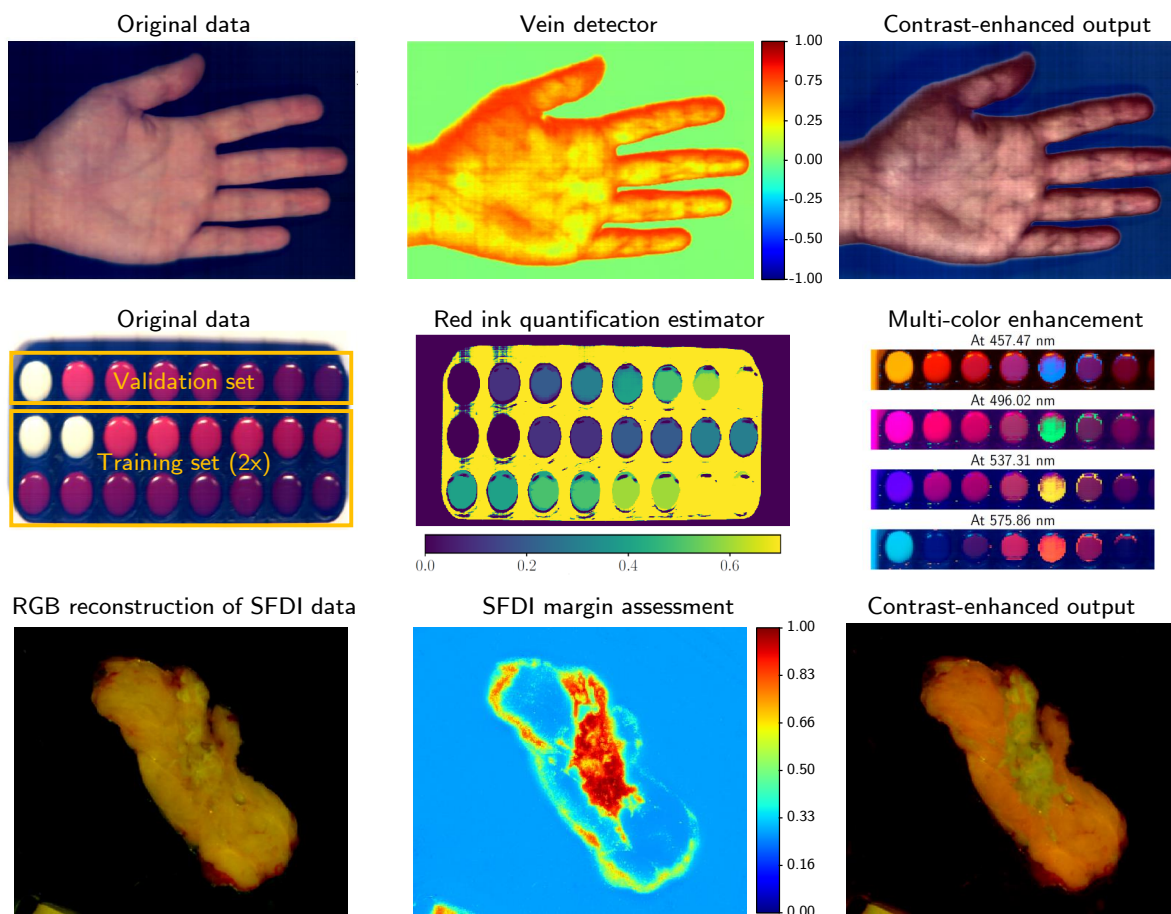 Original data
Vein detector
Contrast-enhanced output
1.00
0.75
0.50
0.25
0.00
-0.25
-0.50
-0.75
-1.00
Original data
Red ink quantification estimator
Multi-color enhancement
Validation set
Training set (2x)
0.0 0.2 0.4 0.6
At 457.47 nm
At 496.02 nm
At 537.31 nm
At 575.86 nm
RGB reconstruction of SFDI data
SFDI margin assessment
Contrast-enhanced output
1.00
0.83
0.66
0.50
0.33
0.16
0.00